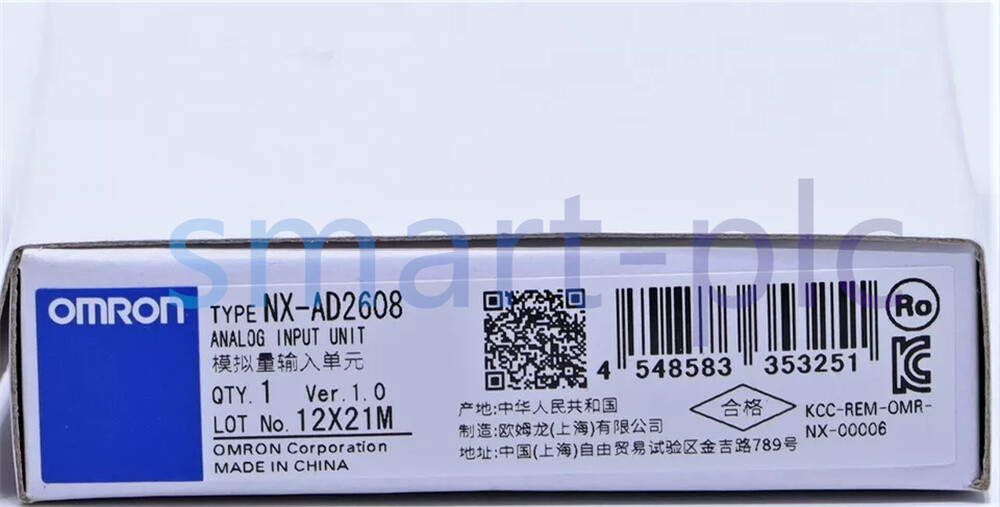 smart-plc
OMRON
TYPE NX-AD2608
ANALOG INPUT UNIT
模拟量输入单元
QTY. 1 Ver.1.0
LOT No. 12X21M
OMRON Corporation
MADE IN CHINA
4 548583 353251
产地:中华人民共和国
制造:欧姆龙(上海)有限公司
地址:中国(上海)自由贸易试验区金吉路789号
合格
Ro
KCC-REM-OMR-
NX-00006